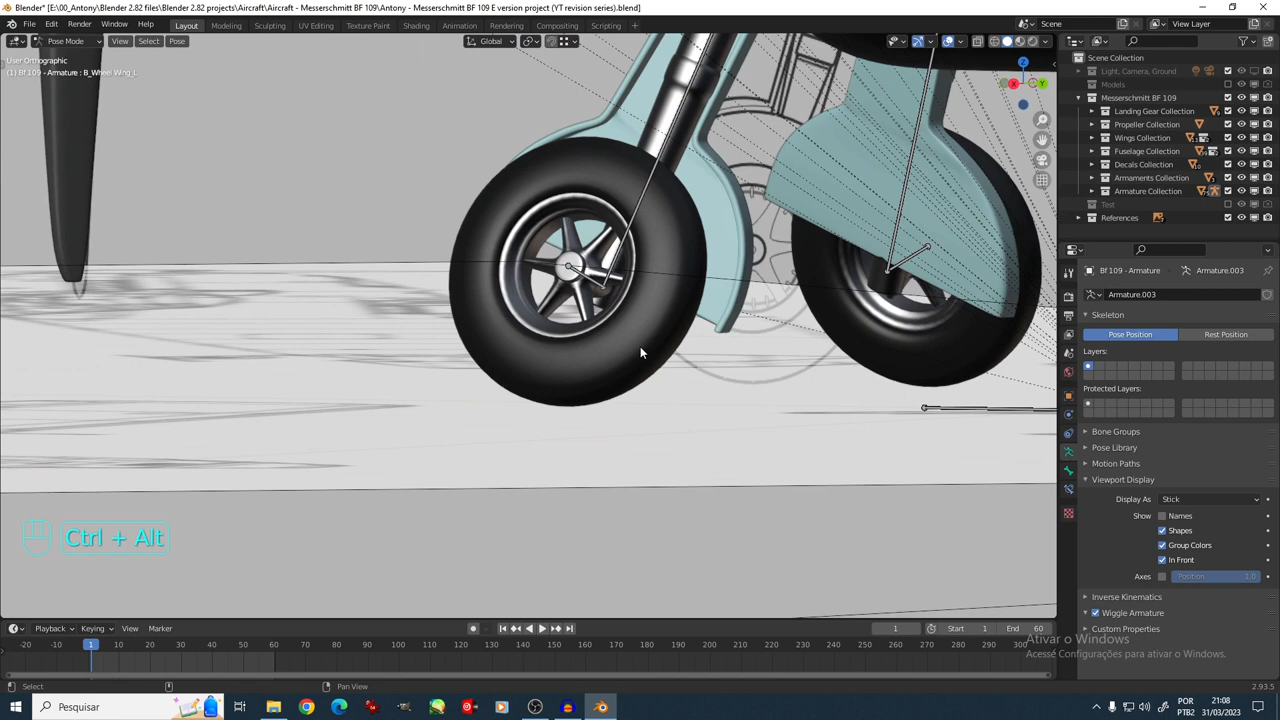 Blender* [E:\00_Antony\Blender 2.82 files\Blender 2.82 projects\Aircraft\Aircraft - Messerschmitt BF 109\Antony - Messerschmitt BF 109 E version project (YT revision series).blend]
File Edit Render Window Help
Layout Modeling Sculpting UV Editing Texture Paint Shading Animation Rendering Compositing Scripting
Scene
View Layer
Pose Mode View Select Pose
Global
User Orthographic
(1) Bf 109 - Armature : B_Wheel Wing_L
Z
X
Y
Scene Collection
Light, Camera, Ground
Models
Messerschmitt BF 109
Landing Gear Collection
Propeller Collection
Wings Collection
Fuselage Collection
Decals Collection
Armaments Collection
Armature Collection
Test
References
Bf 109 - Armature Armature.003
Armature.003
Skeleton
Pose Position Rest Position
Layers:
Protected Layers:
Bone Groups
Pose Library
Motion Paths
Viewport Display
Display As Stick
Show Names
Shapes
Group Colors
In Front
Axes Position 1.0
Inverse Kinematics
Wiggle Armature
Custom Properties
Ctrl + Alt
Playback Keying View Marker
1 Start 1 End 60
-20 -10 1 10 20 30 40 50 60 70 80 90 100 110 120 130 140 150 160 170 180 190 200 210 220 230 240 250 260 270 280 290 300
Ativar o Windows
Acesse Configurações para ativar o Windows.
Select Pan View 2.93.5
Pesquisar
POR
PTB2
21:08
31/03/2023